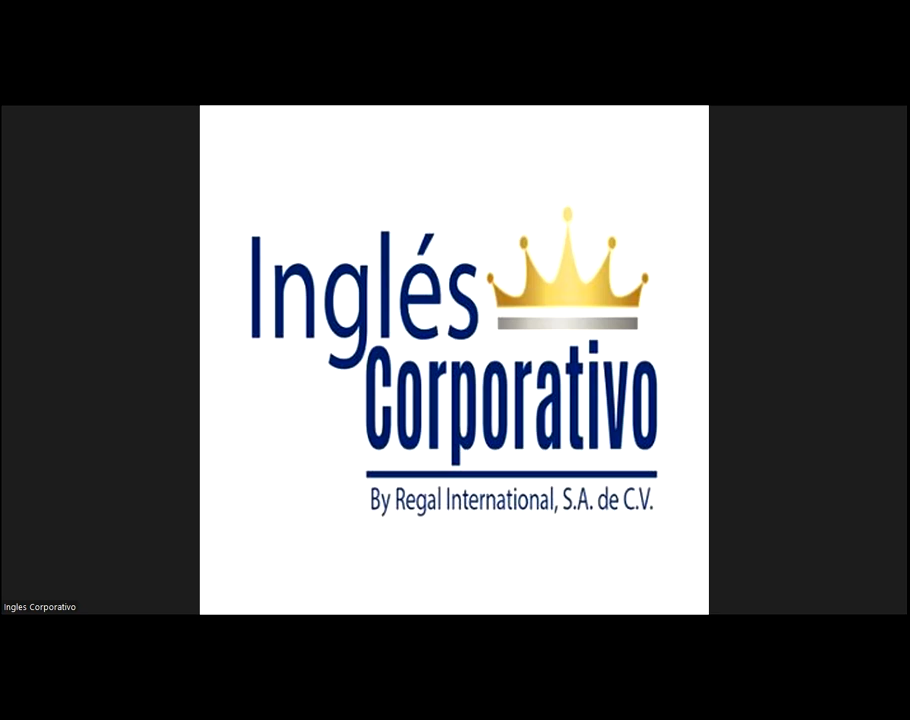 Inglés
Corporativo
By Regal International, S.A. de C.V.
Ingles Corporativo